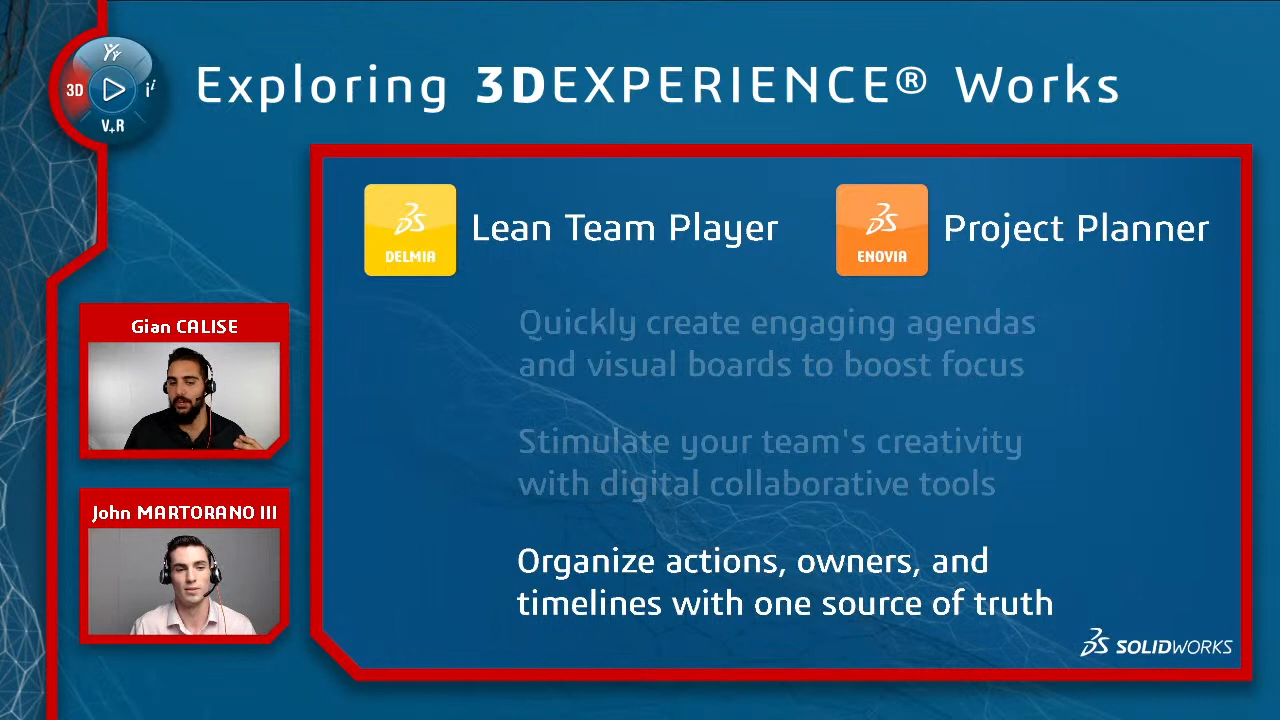 3D
V+R
Exploring 3DEXPERIENCE® Works
DELMIA
Lean Team Player
ENOVIA
Project Planner
Quickly create engaging agendas
and visual boards to boost focus
Stimulate your team's creativity
with digital collaborative tools
Organize actions, owners, and
timelines with one source of truth
Gian CALISE
John MARTORANO III
SOLIDWORKS